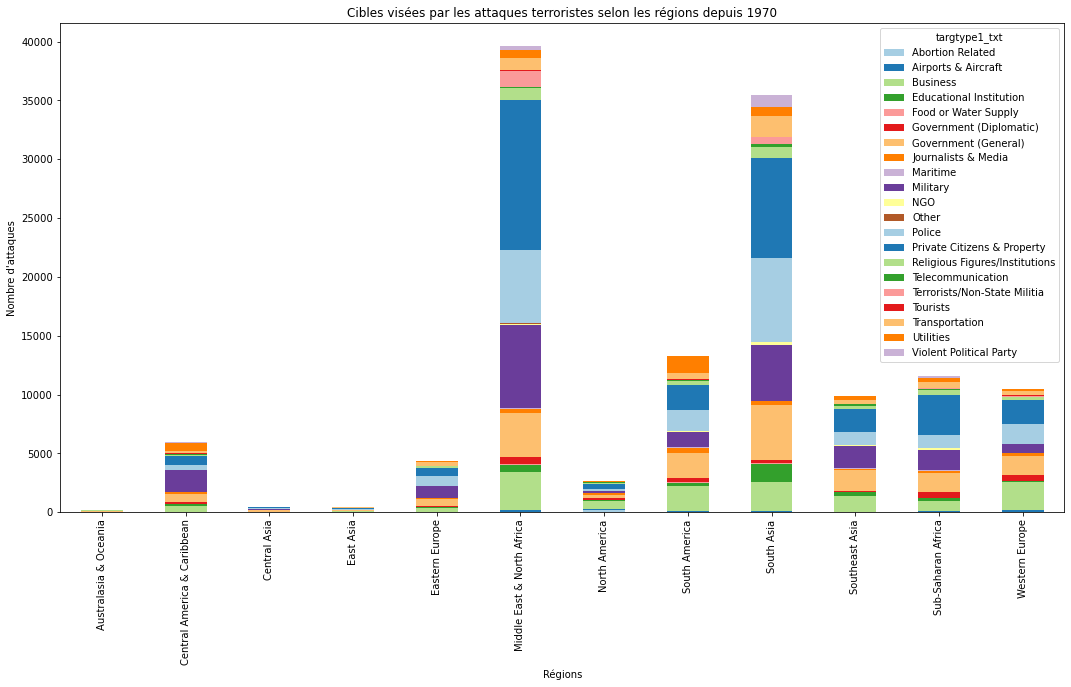 Cibles visées par les attaques terroristes selon les régions depuis 1970
targtype1_txt
Abortion Related
Airports & Aircraft
Business
Educational Institution
Food or Water Supply
Government (Diplomatic)
Government (General)
Journalists & Media
Maritime
Military
NGO
Other
Police
Private Citizens & Property
Religious Figures/Institutions
Telecommunication
Terrorists/Non-State Militia
Tourists
Transportation
Utilities
Violent Political Party
Nombre d'attaques
40000
35000
30000
25000
20000
15000
10000
5000
0
Australasia & Oceania
Central America & Caribbean
Central Asia
East Asia
Eastern Europe
Middle East & North Africa
North America
South America
South Asia
Southeast Asia
Sub-Saharan Africa
Western Europe
Régions